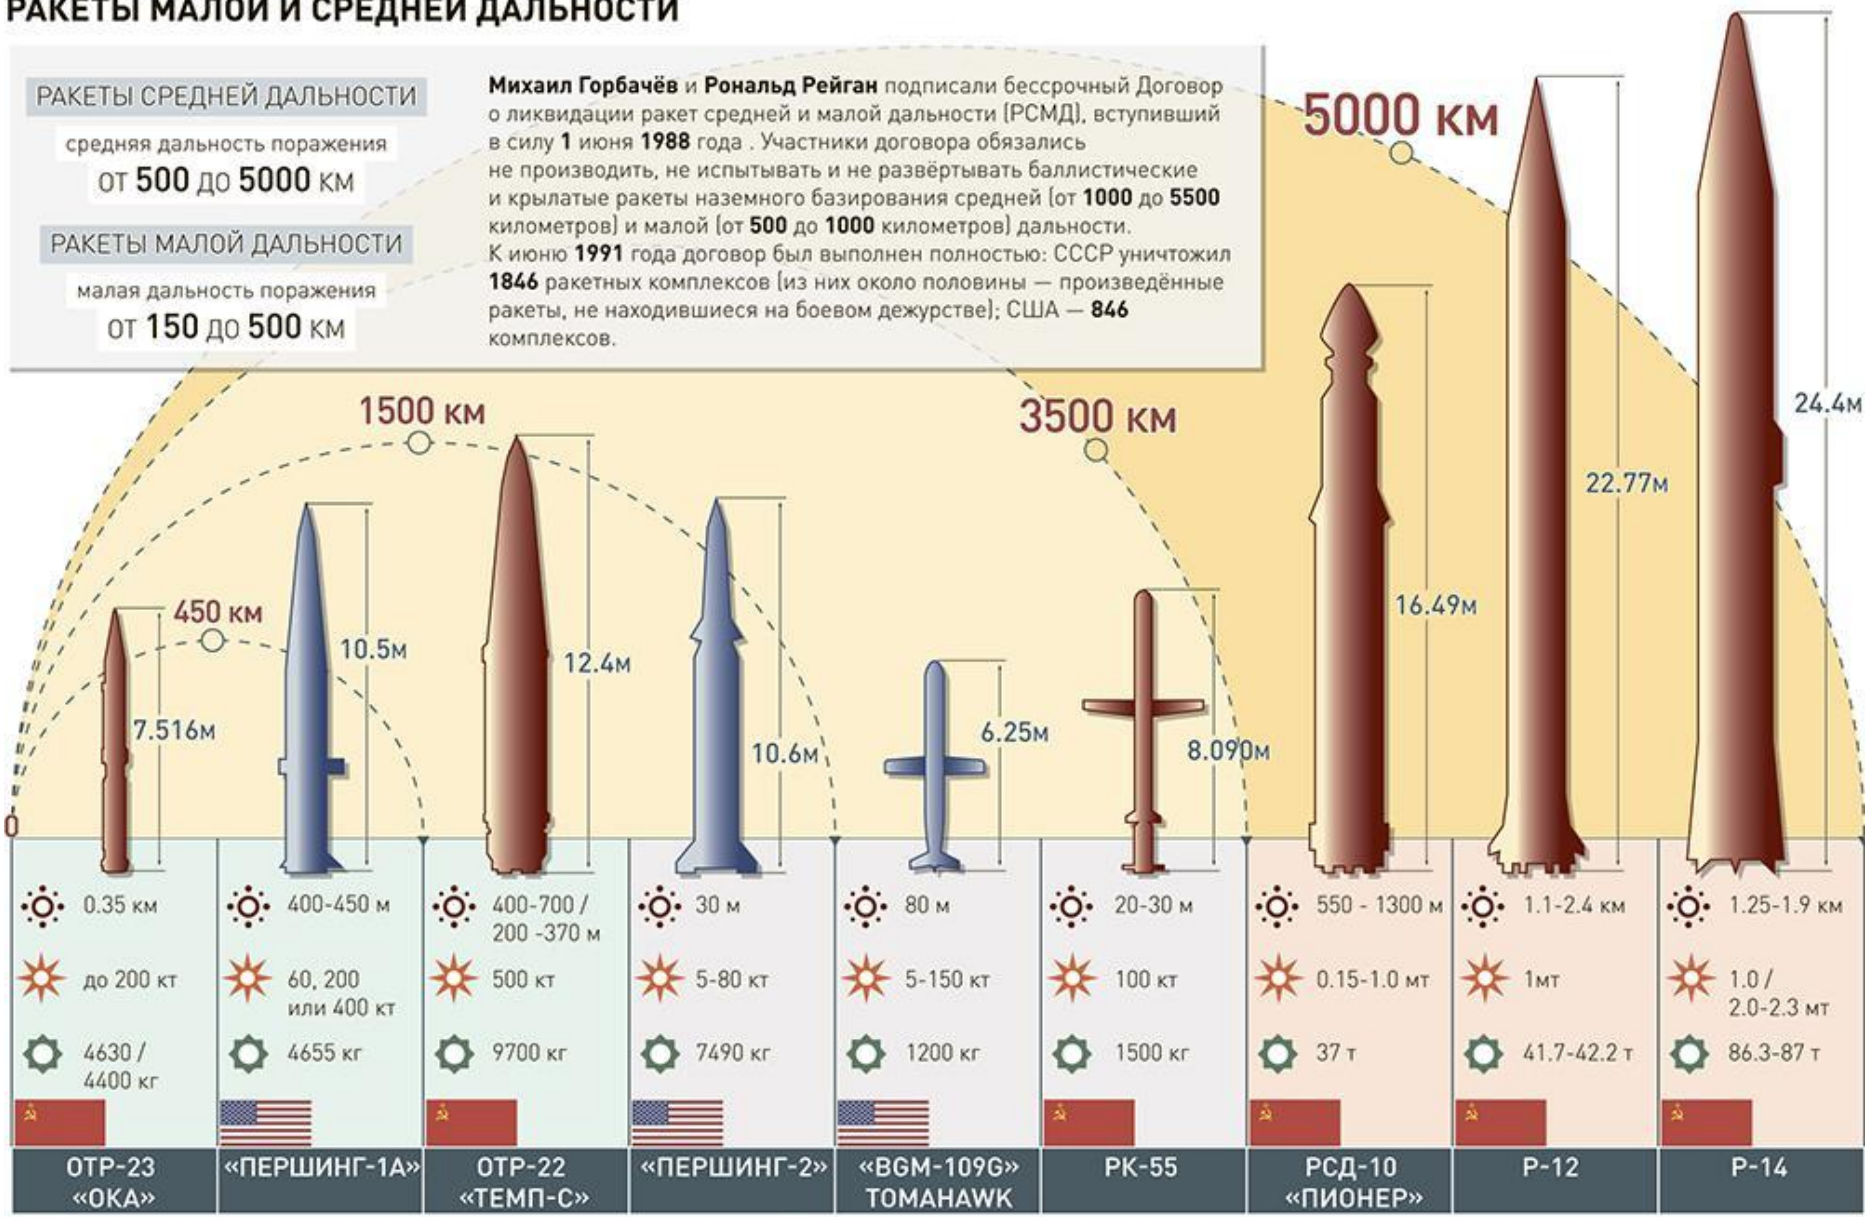 РАКЕТЫ МАЛОЙ И СРЕДНЕЙ ДАЛЬНОСТИ
РАКЕТЫ СРЕДНЕЙ ДАЛЬНОСТИ
средняя дальность поражения
ОТ 500 ДО 5000 КМ
РАКЕТЫ МАЛОЙ ДАЛЬНОСТИ
малая дальность поражения
ОТ 150 ДО 500 КМ
Михаил Горбачёв и Рональд Рейган подписали бессрочный Договор
о ликвидации ракет средней и малой дальности (РСМД), вступивший
в силу 1 июня 1988 года . Участники договора обязались
не производить, не испытывать и не развёртывать баллистические
и крылатые ракеты наземного базирования средней (от 1000 до 5500
километров) и малой (от 500 до 1000 километров) дальности.
К июню 1991 года договор был выполнен полностью: СССР уничтожил
1846 ракетных комплексов (из них около половины — произведённые
ракеты, не находившиеся на боевом дежурстве); США — 846
комплексов.
5000 км
1500 км
3500 км
450 км
0
7.516м
10.5м
12.4м
10.6м
6.25м
8.090м
16.49м
22.77м
24.4м
0.35 км
до 200 кт
4630 /
4400 кг
ОТР-23
«ОКА»
400-450 м
60, 200
или 400 кт
4655 кг
«ПЕРШИНГ-1А»
400-700 /
200 -370 м
500 кт
9700 кг
ОТР-22
«ТЕМП-С»
30 м
5-80 кт
7490 кг
«ПЕРШИНГ-2»
80 м
5-150 кт
1200 кг
«BGM-109G»
TOMAHAWK
20-30 м
100 кт
1500 кг
РК-55
550 - 1300 м
0.15-1.0 мт
37 т
РСД-10
«ПИОНЕР»
1.1-2.4 км
1мт
41.7-42.2 т
Р-12
1.25-1.9 км
1.0 /
2.0-2.3 мт
86.3-87 т
Р-14